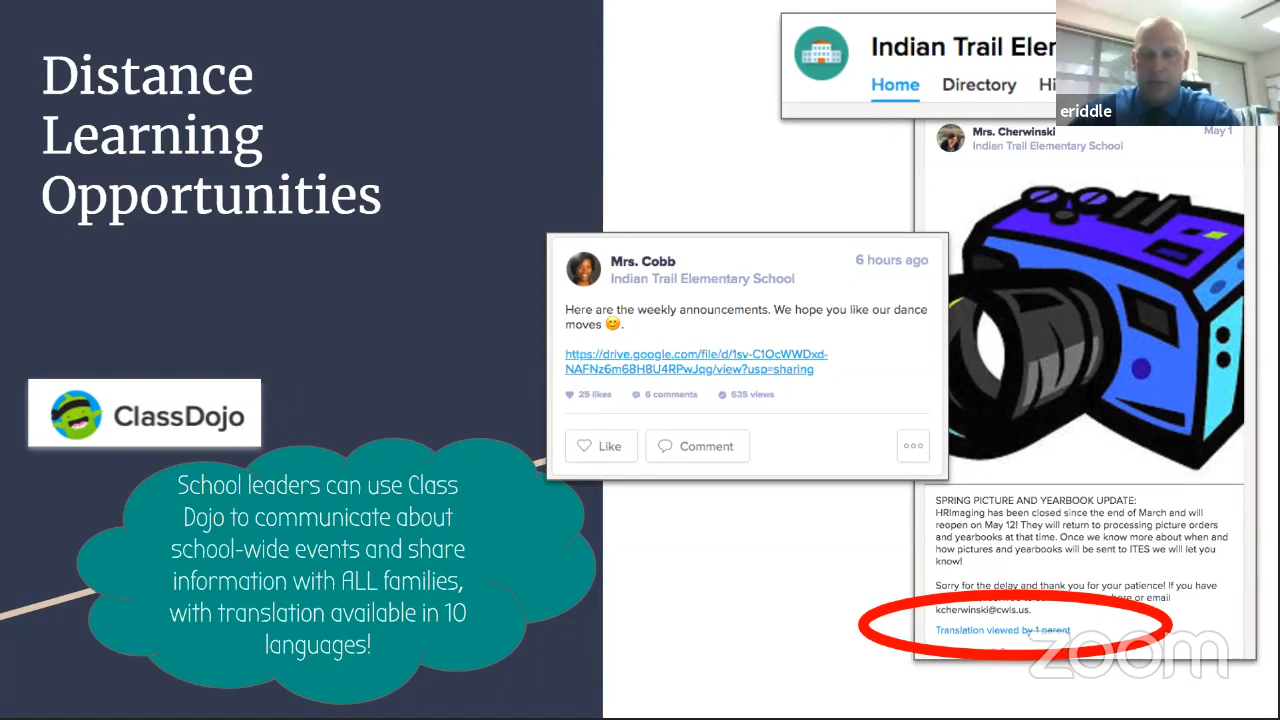 Distance
Learning
Opportunities
ClassDojo
School leaders can use Class
Dojo to communicate about
school-wide events and share
information with ALL families,
with translation available in 10
languages!
Indian Trail Eler
Home Directory Hi
eriddle
Mrs. Cherwinski May 1
Indian Trail Elementary School
Mrs. Cobb 6 hours ago
Indian Trail Elementary School
Here are the weekly announcements. We hope you like our dance
moves 😊.
https://drive.google.com/file/d/1sv-C1OcWWDxd-
NAFNz6m68H8U4RPwJqg/view?usp=sharing
25 likes 6 comments 525 views
Like Comment
SPRING PICTURE AND YEARBOOK UPDATE:
HRImaging has been closed since the end of March and will
reopen on May 12! They will return to processing picture orders
and yearbooks at that time. Once we know more about when and
how pictures and yearbooks will be sent to ITES we will let you
know!
Sorry for the delay and thank you for your patience! If you have
or email
kcherwinski@cwls.us.
Translation viewed by 1 parent
zoom